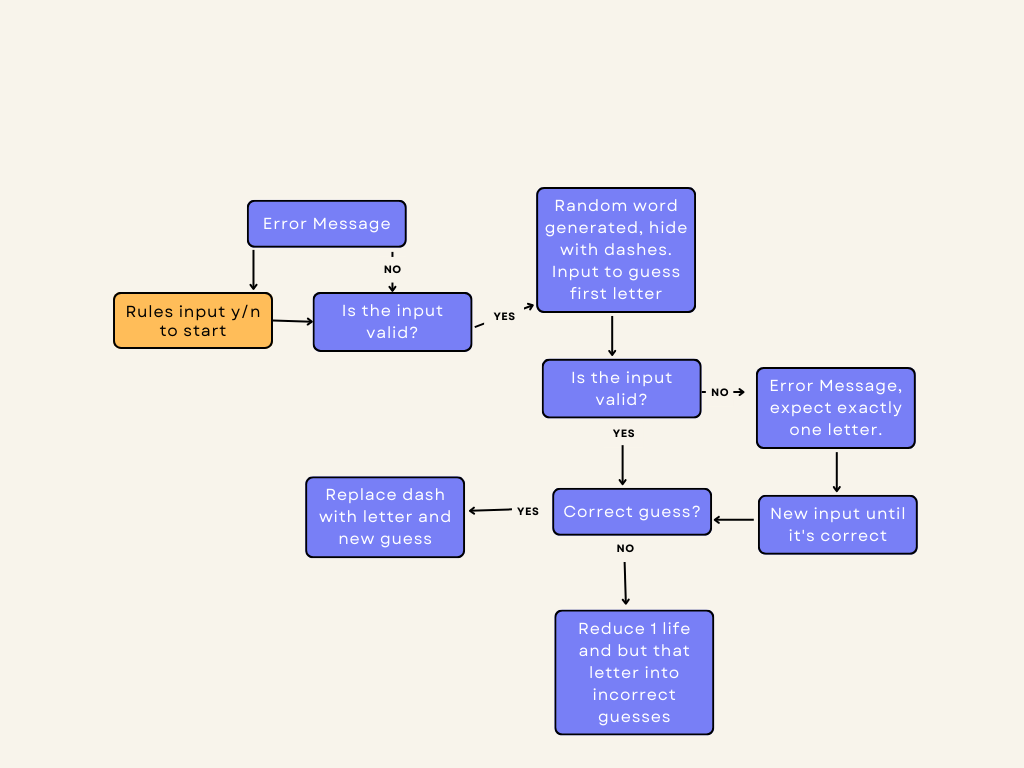 Error Message
NO
Rules input y/n
to start
Is the input
valid?
YES
Random word
generated, hide
with dashes.
Input to guess
first letter
Is the input
valid?
NO
Error Message,
expect exactly
one letter.
YES
New input until
it's correct
Correct guess?
YES
Replace dash
with letter and
new guess
NO
Reduce 1 life
and but that
letter into
incorrect
guesses